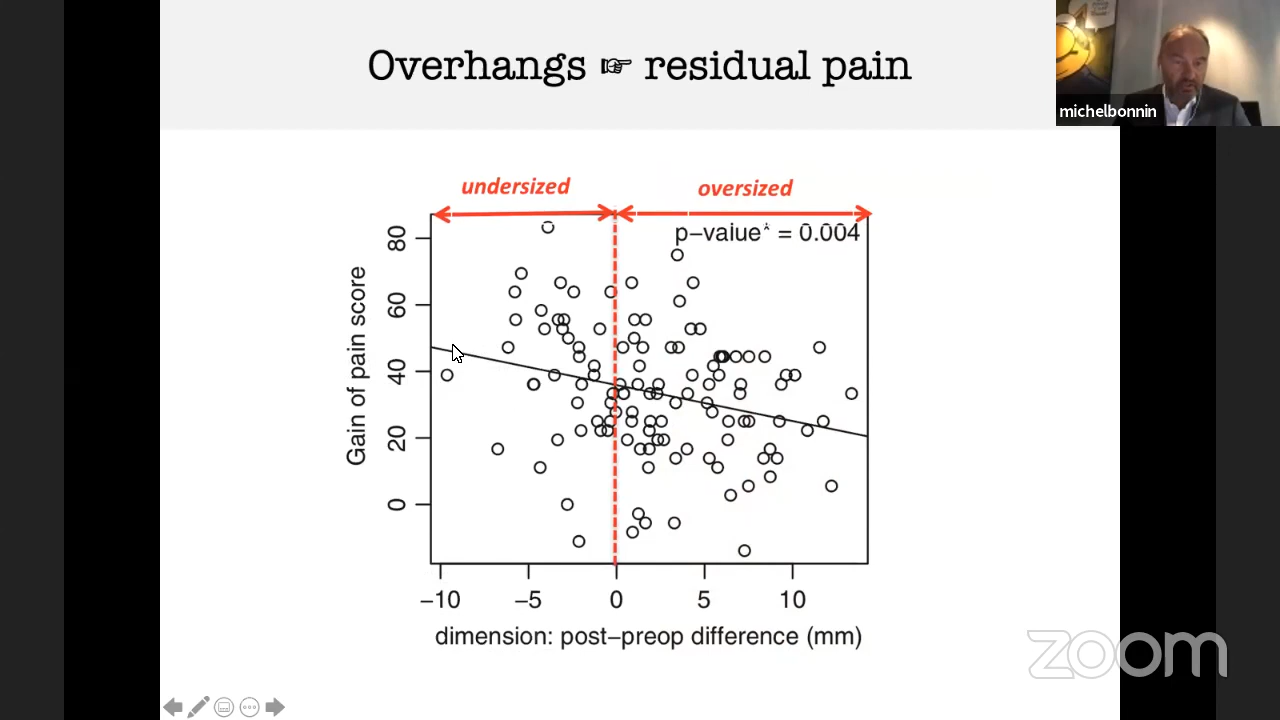 Overhangs ☞ residual pain
michelbonnin
undersized
oversized
p−value* = 0.004
80
60
40
20
0
Gain of pain score
−10
−5
0
5
10
dimension: post−preop difference (mm)
zoom